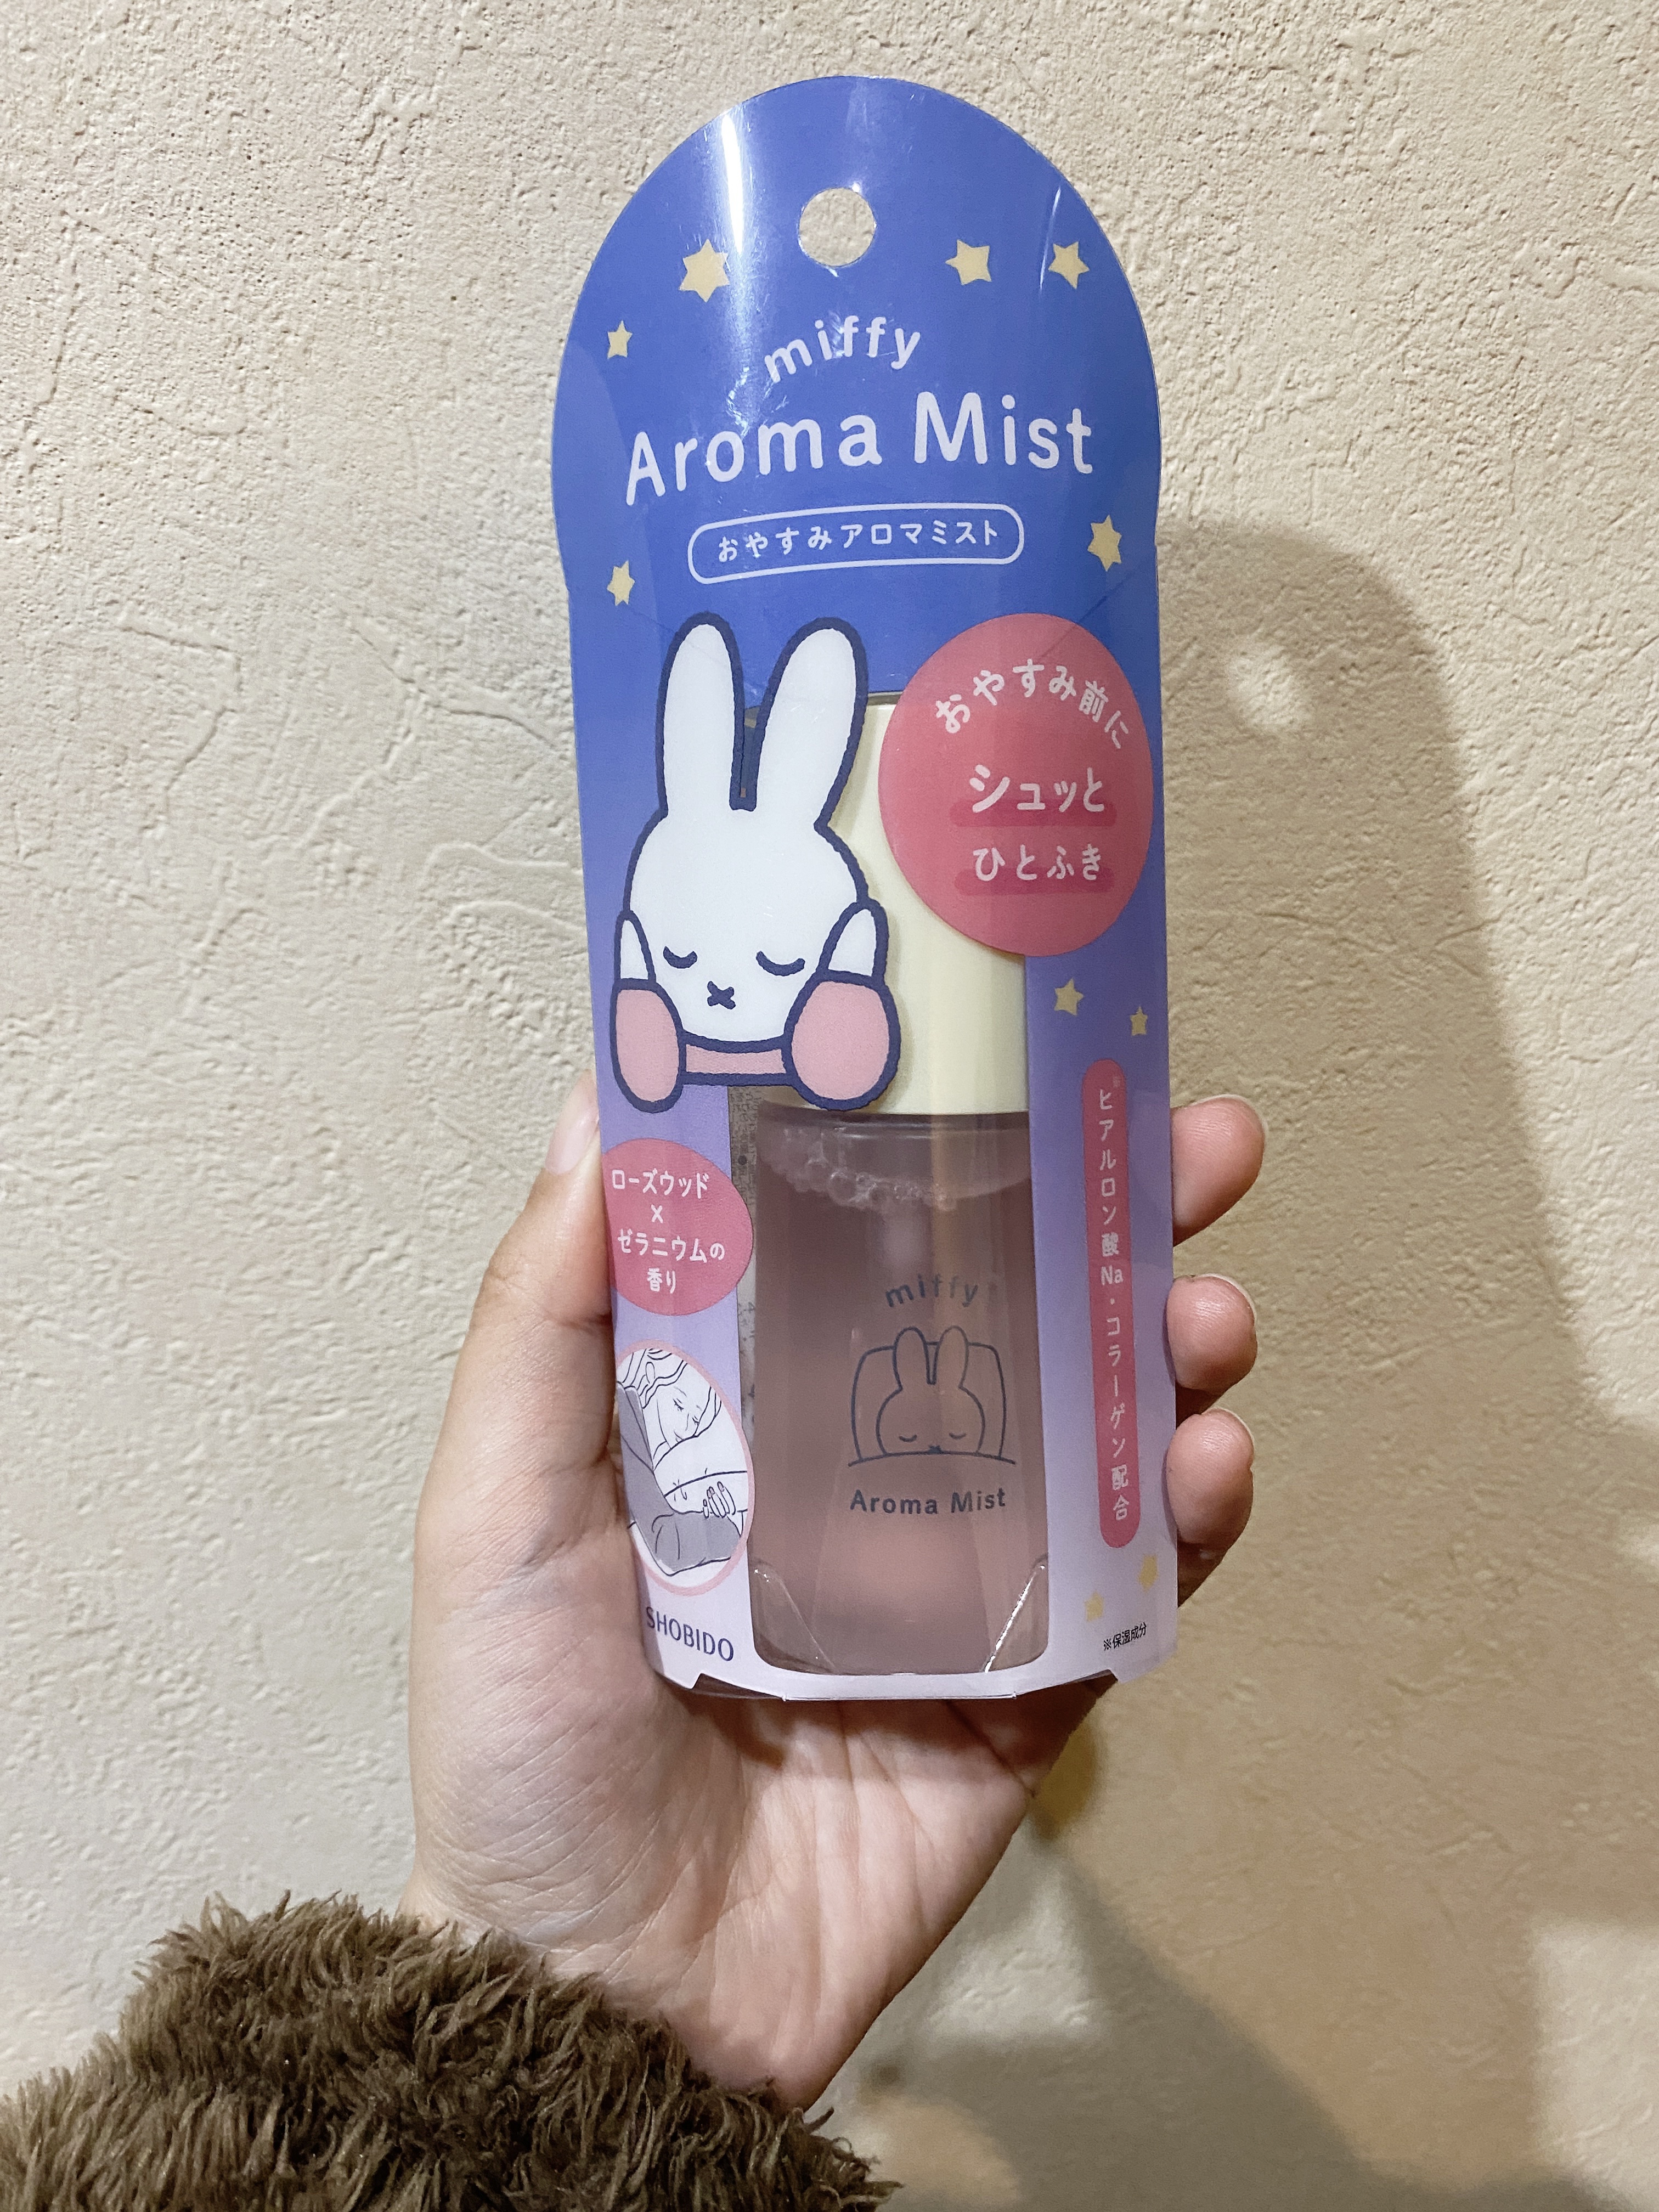 miffy
Aroma Mist
おやすみアロマミスト
おやすみ前に
シュッと
ひとふき
ローズウッド
×
ゼラニウムの
香り
※
ヒアルロン酸Na・コラーゲン配合
miffy
Aroma Mist
SHOBIDO
※保湿成分